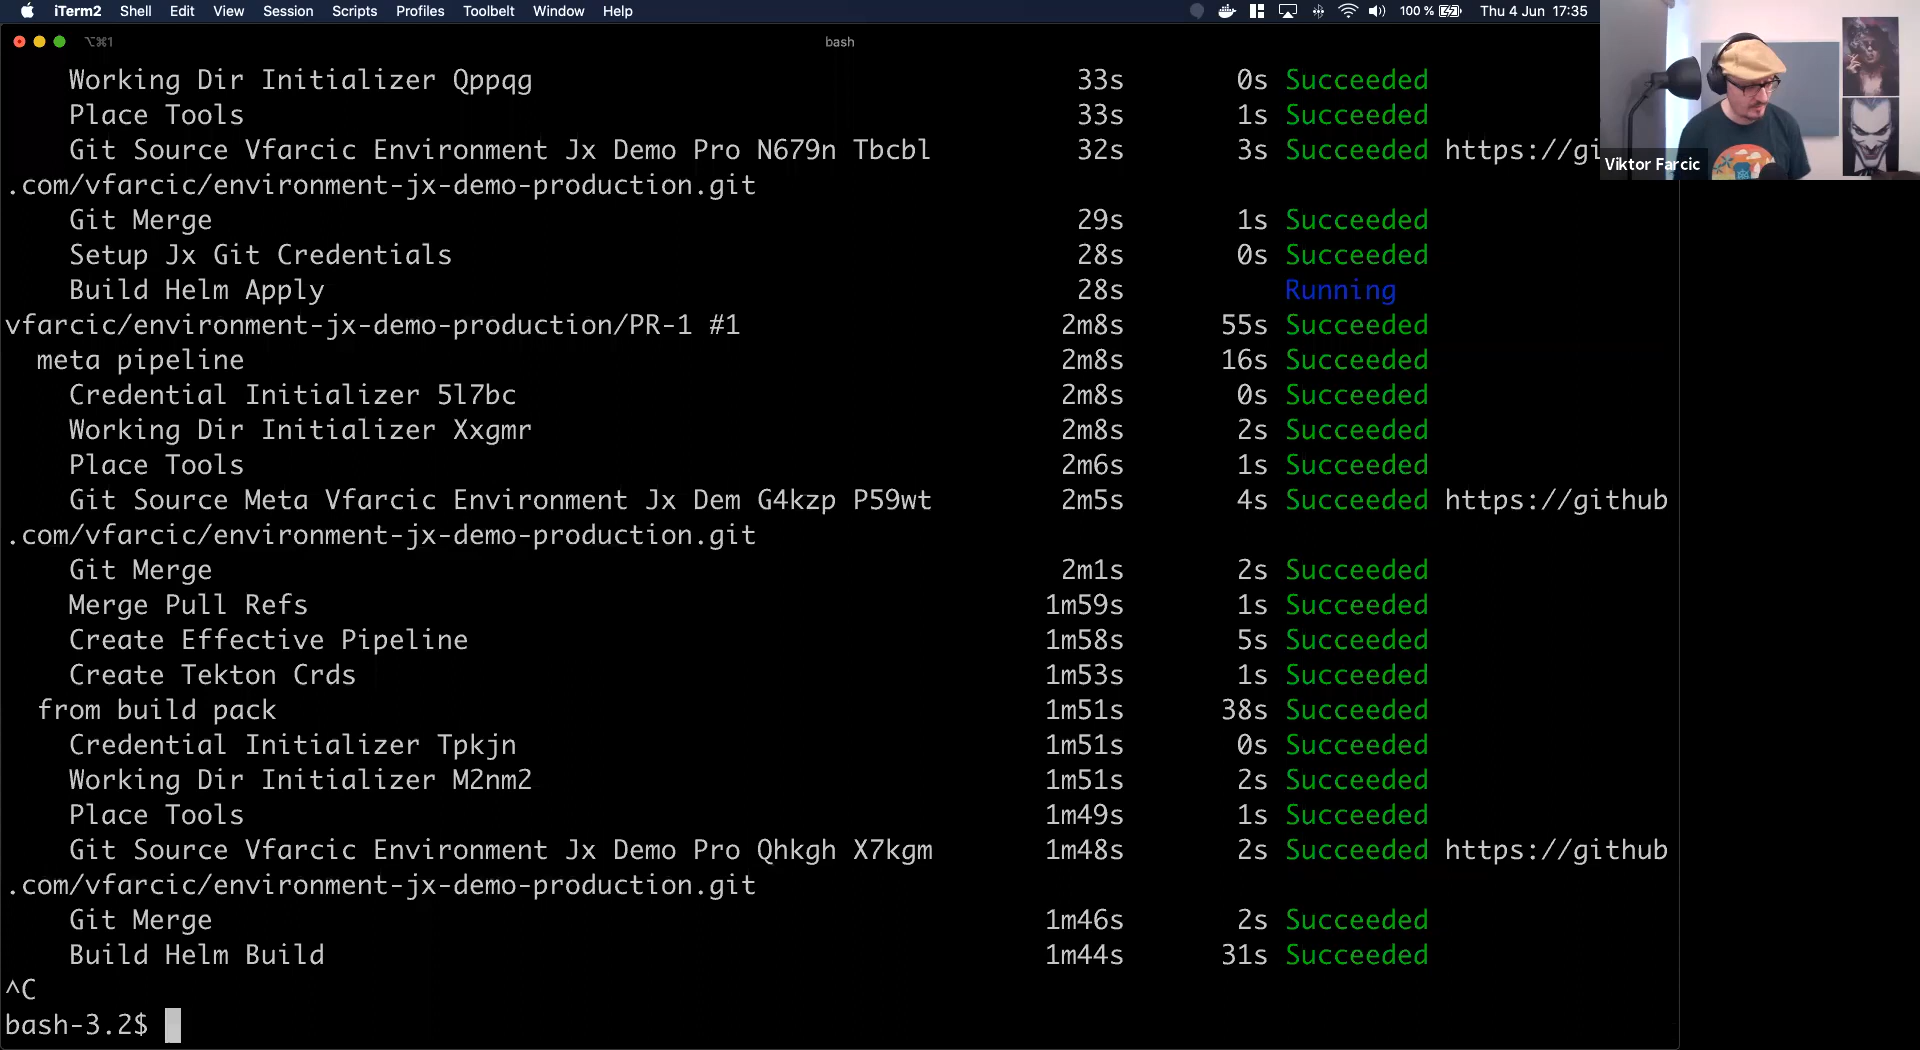 iTerm2 Shell Edit View Session Scripts Profiles Toolbelt Window Help 100 % Thu 4 Jun 17:35
⌥⌘1 bash
Working Dir Initializer Qppqg 33s 0s Succeeded
Place Tools 33s 1s Succeeded
Git Source Vfarcic Environment Jx Demo Pro N679n Tbcbl 32s 3s Succeeded https://gi
Viktor Farcic
.com/vfarcic/environment-jx-demo-production.git
Git Merge 29s 1s Succeeded
Setup Jx Git Credentials 28s 0s Succeeded
Build Helm Apply 28s Running
vfarcic/environment-jx-demo-production/PR-1 #1 2m8s 55s Succeeded
meta pipeline 2m8s 16s Succeeded
Credential Initializer 5l7bc 2m8s 0s Succeeded
Working Dir Initializer Xxgmr 2m8s 2s Succeeded
Place Tools 2m6s 1s Succeeded
Git Source Meta Vfarcic Environment Jx Dem G4kzp P59wt 2m5s 4s Succeeded https://github
.com/vfarcic/environment-jx-demo-production.git
Git Merge 2m1s 2s Succeeded
Merge Pull Refs 1m59s 1s Succeeded
Create Effective Pipeline 1m58s 5s Succeeded
Create Tekton Crds 1m53s 1s Succeeded
from build pack 1m51s 38s Succeeded
Credential Initializer Tpkjn 1m51s 0s Succeeded
Working Dir Initializer M2nm2 1m51s 2s Succeeded
Place Tools 1m49s 1s Succeeded
Git Source Vfarcic Environment Jx Demo Pro Qhkgh X7kgm 1m48s 2s Succeeded https://github
.com/vfarcic/environment-jx-demo-production.git
Git Merge 1m46s 2s Succeeded
Build Helm Build 1m44s 31s Succeeded
^C
bash-3.2$